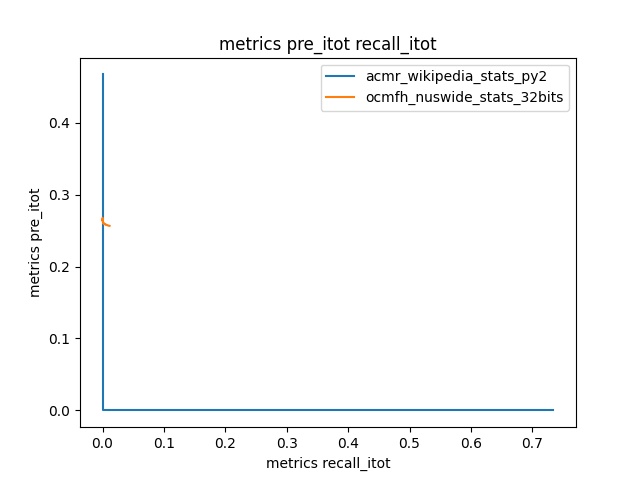 metrics pre_itot recall_itot
acmr_wikipedia_stats_py2
ocmfh_nuswide_stats_32bits
metrics pre_itot
0.4
0.3
0.2
0.1
0.0
0.0 0.1 0.2 0.3 0.4 0.5 0.6 0.7
metrics recall_itot